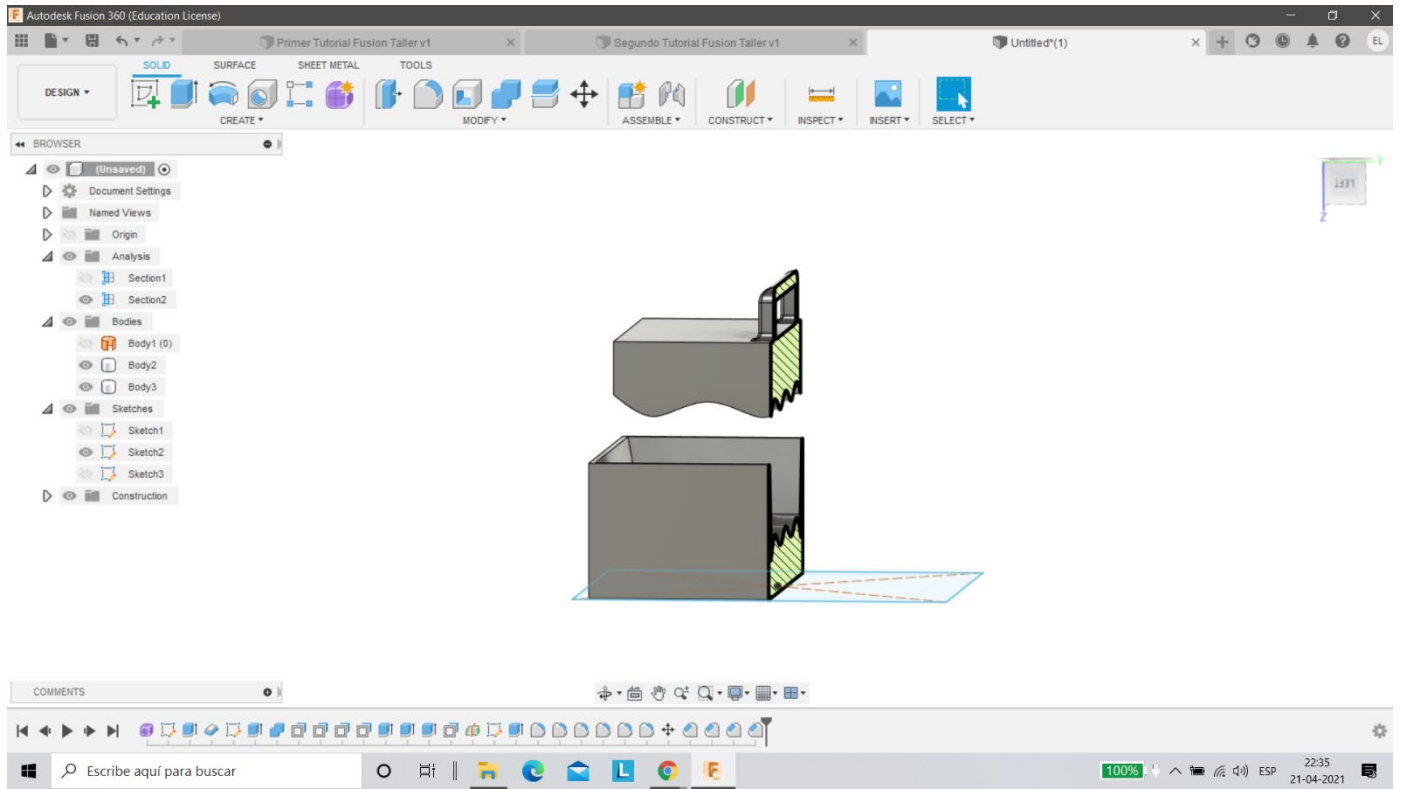 Autodesk Fusion 360 (Education License)
Primer Tutorial Fusion Taller v1
Segundo Tutorial Fusion Taller v1
Untitled*(1)
EL
SOLID SURFACE SHEET METAL TOOLS
DESIGN
CREATE MODIFY ASSEMBLE CONSTRUCT INSPECT INSERT SELECT
BROWSER
(Unsaved)
Document Settings
Named Views
Origin
Analysis
Section1
Section2
Bodies
Body1 (0)
Body2
Body3
Sketches
Sketch1
Sketch2
Sketch3
Construction
Y
LEFT
Z
COMMENTS
Escribe aquí para buscar
L
F
100%
ESP
22:35
21-04-2021